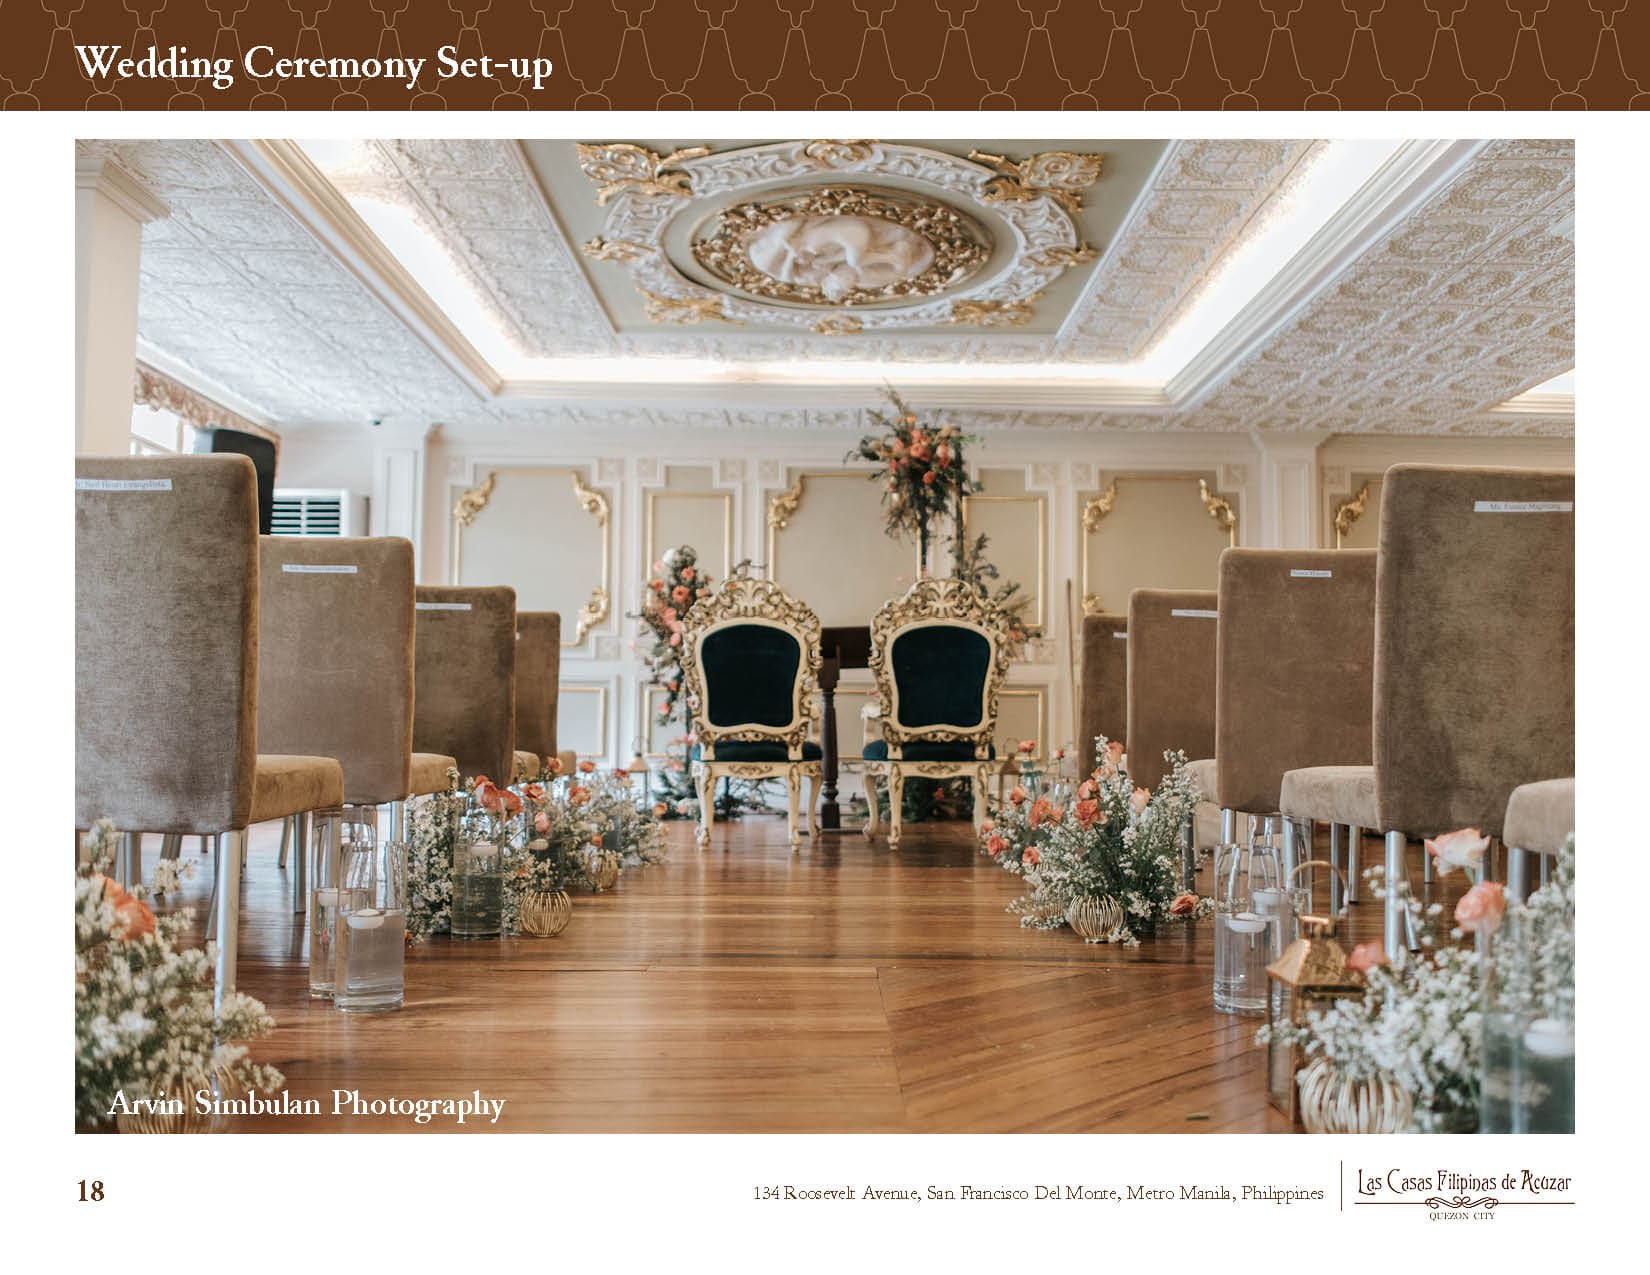 Wedding Ceremony Set-up
Arvin Simbulan Photography
18
134 Roosevelt Avenue, San Francisco Del Monte, Metro Manila, Philippines
Las Casas Filipinas de Acúzar
QUEZON CITY